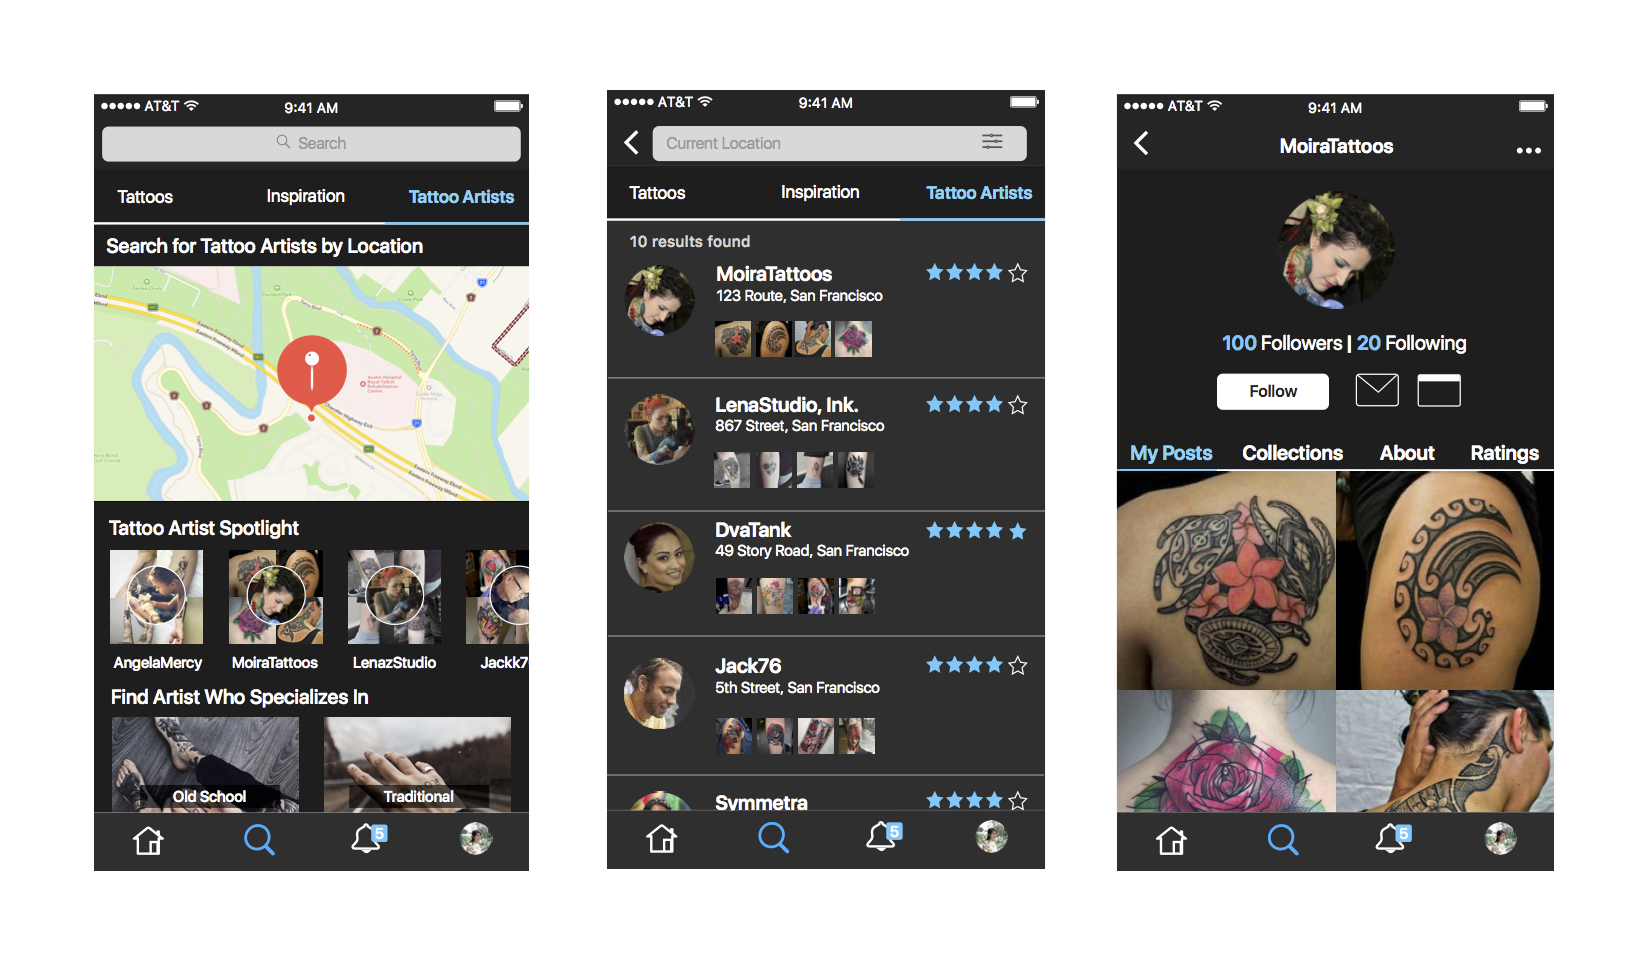 AT&T 9:41 AM
Search
Tattoos Inspiration Tattoo Artists
Search for Tattoo Artists by Location
Tattoo Artist Spotlight
AngelaMercy MoiraTattoos LenazStudio Jackk7
Find Artist Who Specializes In
Old School Traditional
5
AT&T 9:41 AM
Current Location
Tattoos Inspiration Tattoo Artists
10 results found
MoiraTattoos
123 Route, San Francisco
LenaStudio, Ink.
867 Street, San Francisco
DvaTank
49 Story Road, San Francisco
Jack76
5th Street, San Francisco
Symmetra
5
AT&T 9:41 AM
MoiraTattoos
100 Followers | 20 Following
Follow
My Posts Collections About Ratings
5